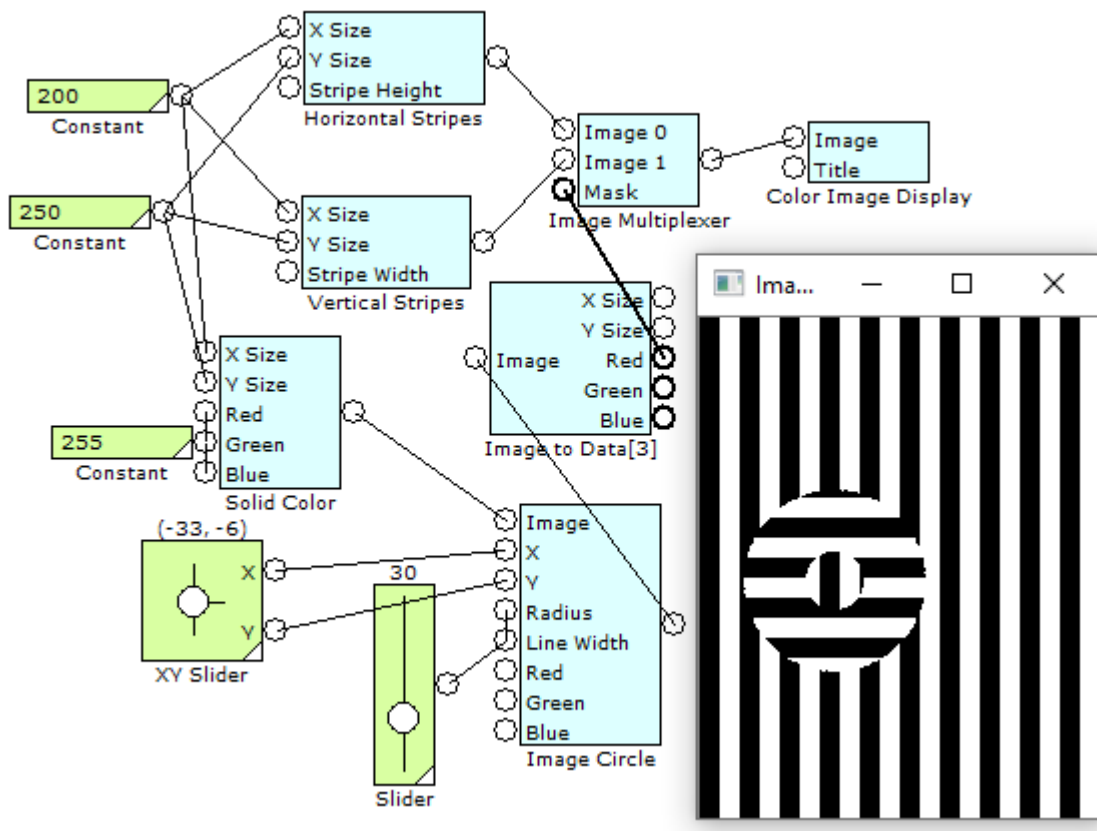 X Size
Y Size
Stripe Height
Horizontal Stripes
200
Constant
Image 0
Image 1
Mask
Image Multiplexer
Image
Title
Color Image Display
250
Constant
X Size
Y Size
Stripe Width
Vertical Stripes
X Size
Y Size
Image Red
Green
Blue
Image to Data[3]
Ima...
X Size
Y Size
Red
Green
Blue
Solid Color
255
Constant
(-33, -6)
X
Y
XY Slider
30
Slider
Image
X
Y
Radius
Line Width
Red
Green
Blue
Image Circle